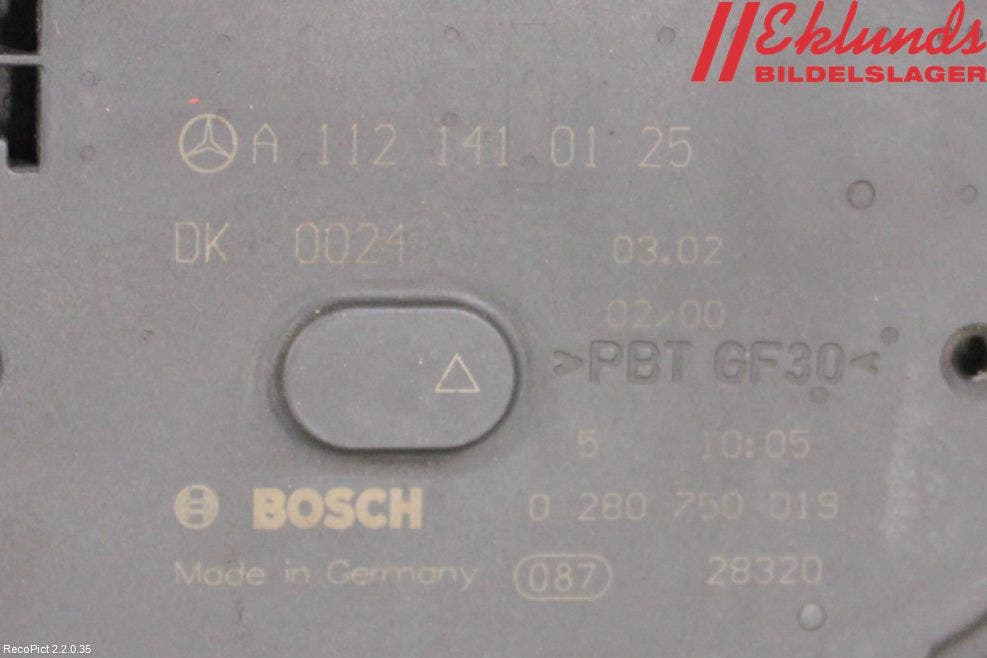 Eklunds
BILDELSLAGER
A 112 141 01 25
DK 0024 03.02
02/00
>PBT GF30<
5 10:05
BOSCH 0 280 750 019
Made in Germany 087 28320
RecoPict 2.2.0.35